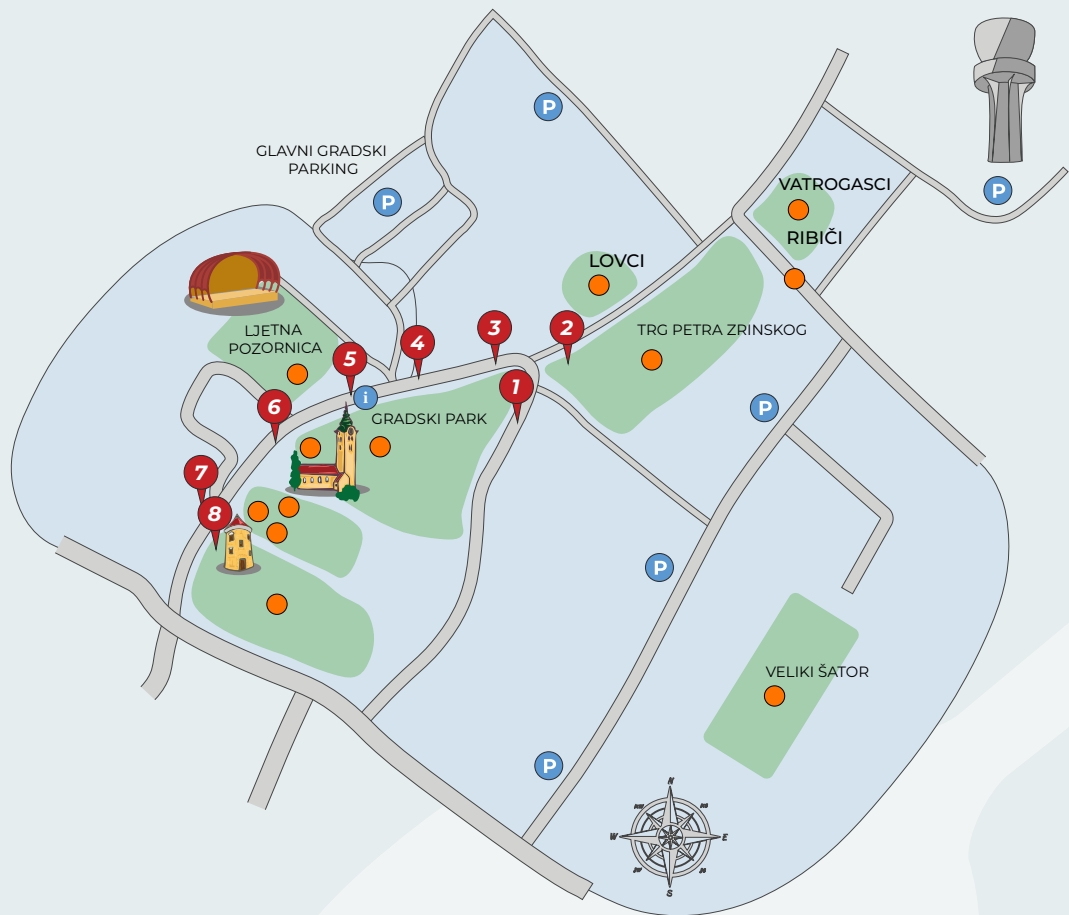 P
GLAVNI GRADSKI
PARKING
P
P
VATROGASCI
RIBIČI
LOVCI
LJETNA
POZORNICA
TRG PETRA ZRINSKOG
3
2
4
5
1
i
6
GRADSKI PARK
P
7
8
P
VELIKI ŠATOR
P
N
W
E
S